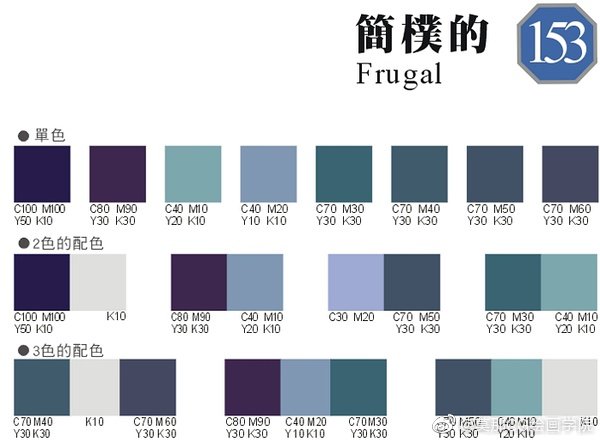 簡樸的
Frugal
153
● 單色
C100 M100 C80 M90 C40 M10 C40 M20 C70 M30 C70 M40 C70 M50 C70 M60
Y50 K10 Y30 K30 Y20 K10 Y10 K10 Y30 K30 Y30 K30 Y30 K30 Y30 K30
● 2色的配色
C100 M100 K10 C80 M90 C40 M10 C30 M20 C70 M50 C70 M30 C40 M10
Y50 K10 Y30 K30 Y20 K10 Y30 K30 Y30 K30 Y20 K10
● 3色的配色
C70 M40 K10 C70 M60 C80 M90 C40 M20 C70 M30 C70 M50 C40 M10 K10
Y30 K30 Y30 K30 Y30 K30 Y10 K10 Y30 K30 Y30 K30 Y20 K10